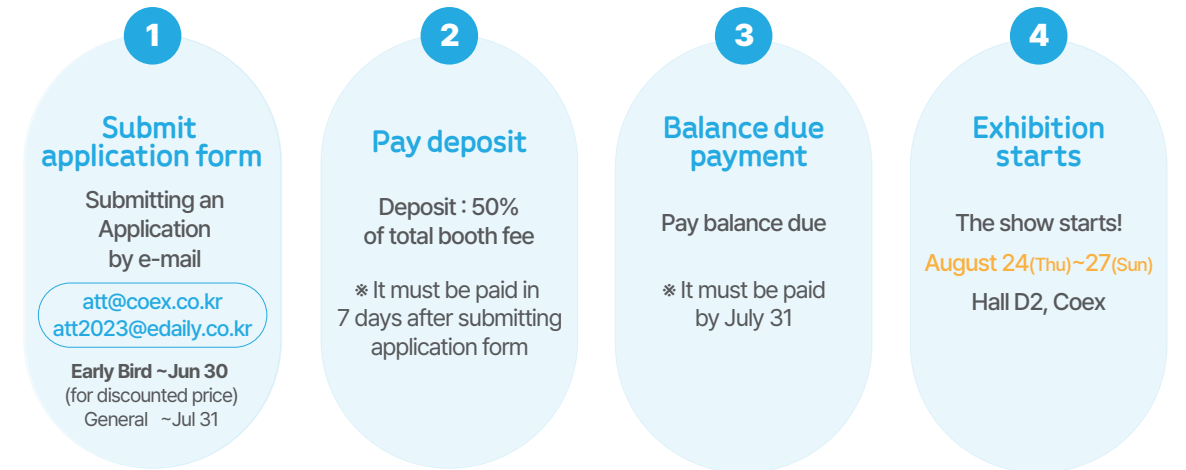 1
Submit
application form
Submitting an
Application
by e-mail
att@coex.co.kr
att2023@edaily.co.kr
Early Bird ~Jun 30
(for discounted price)
General ~Jul 31
2
Pay deposit
Deposit : 50%
of total booth fee
※ It must be paid in
7 days after submitting
application form
3
Balance due
payment
Pay balance due
※ It must be paid
by July 31
4
Exhibition
starts
The show starts!
August 24(Thu)~27(Sun)
Hall D2, Coex